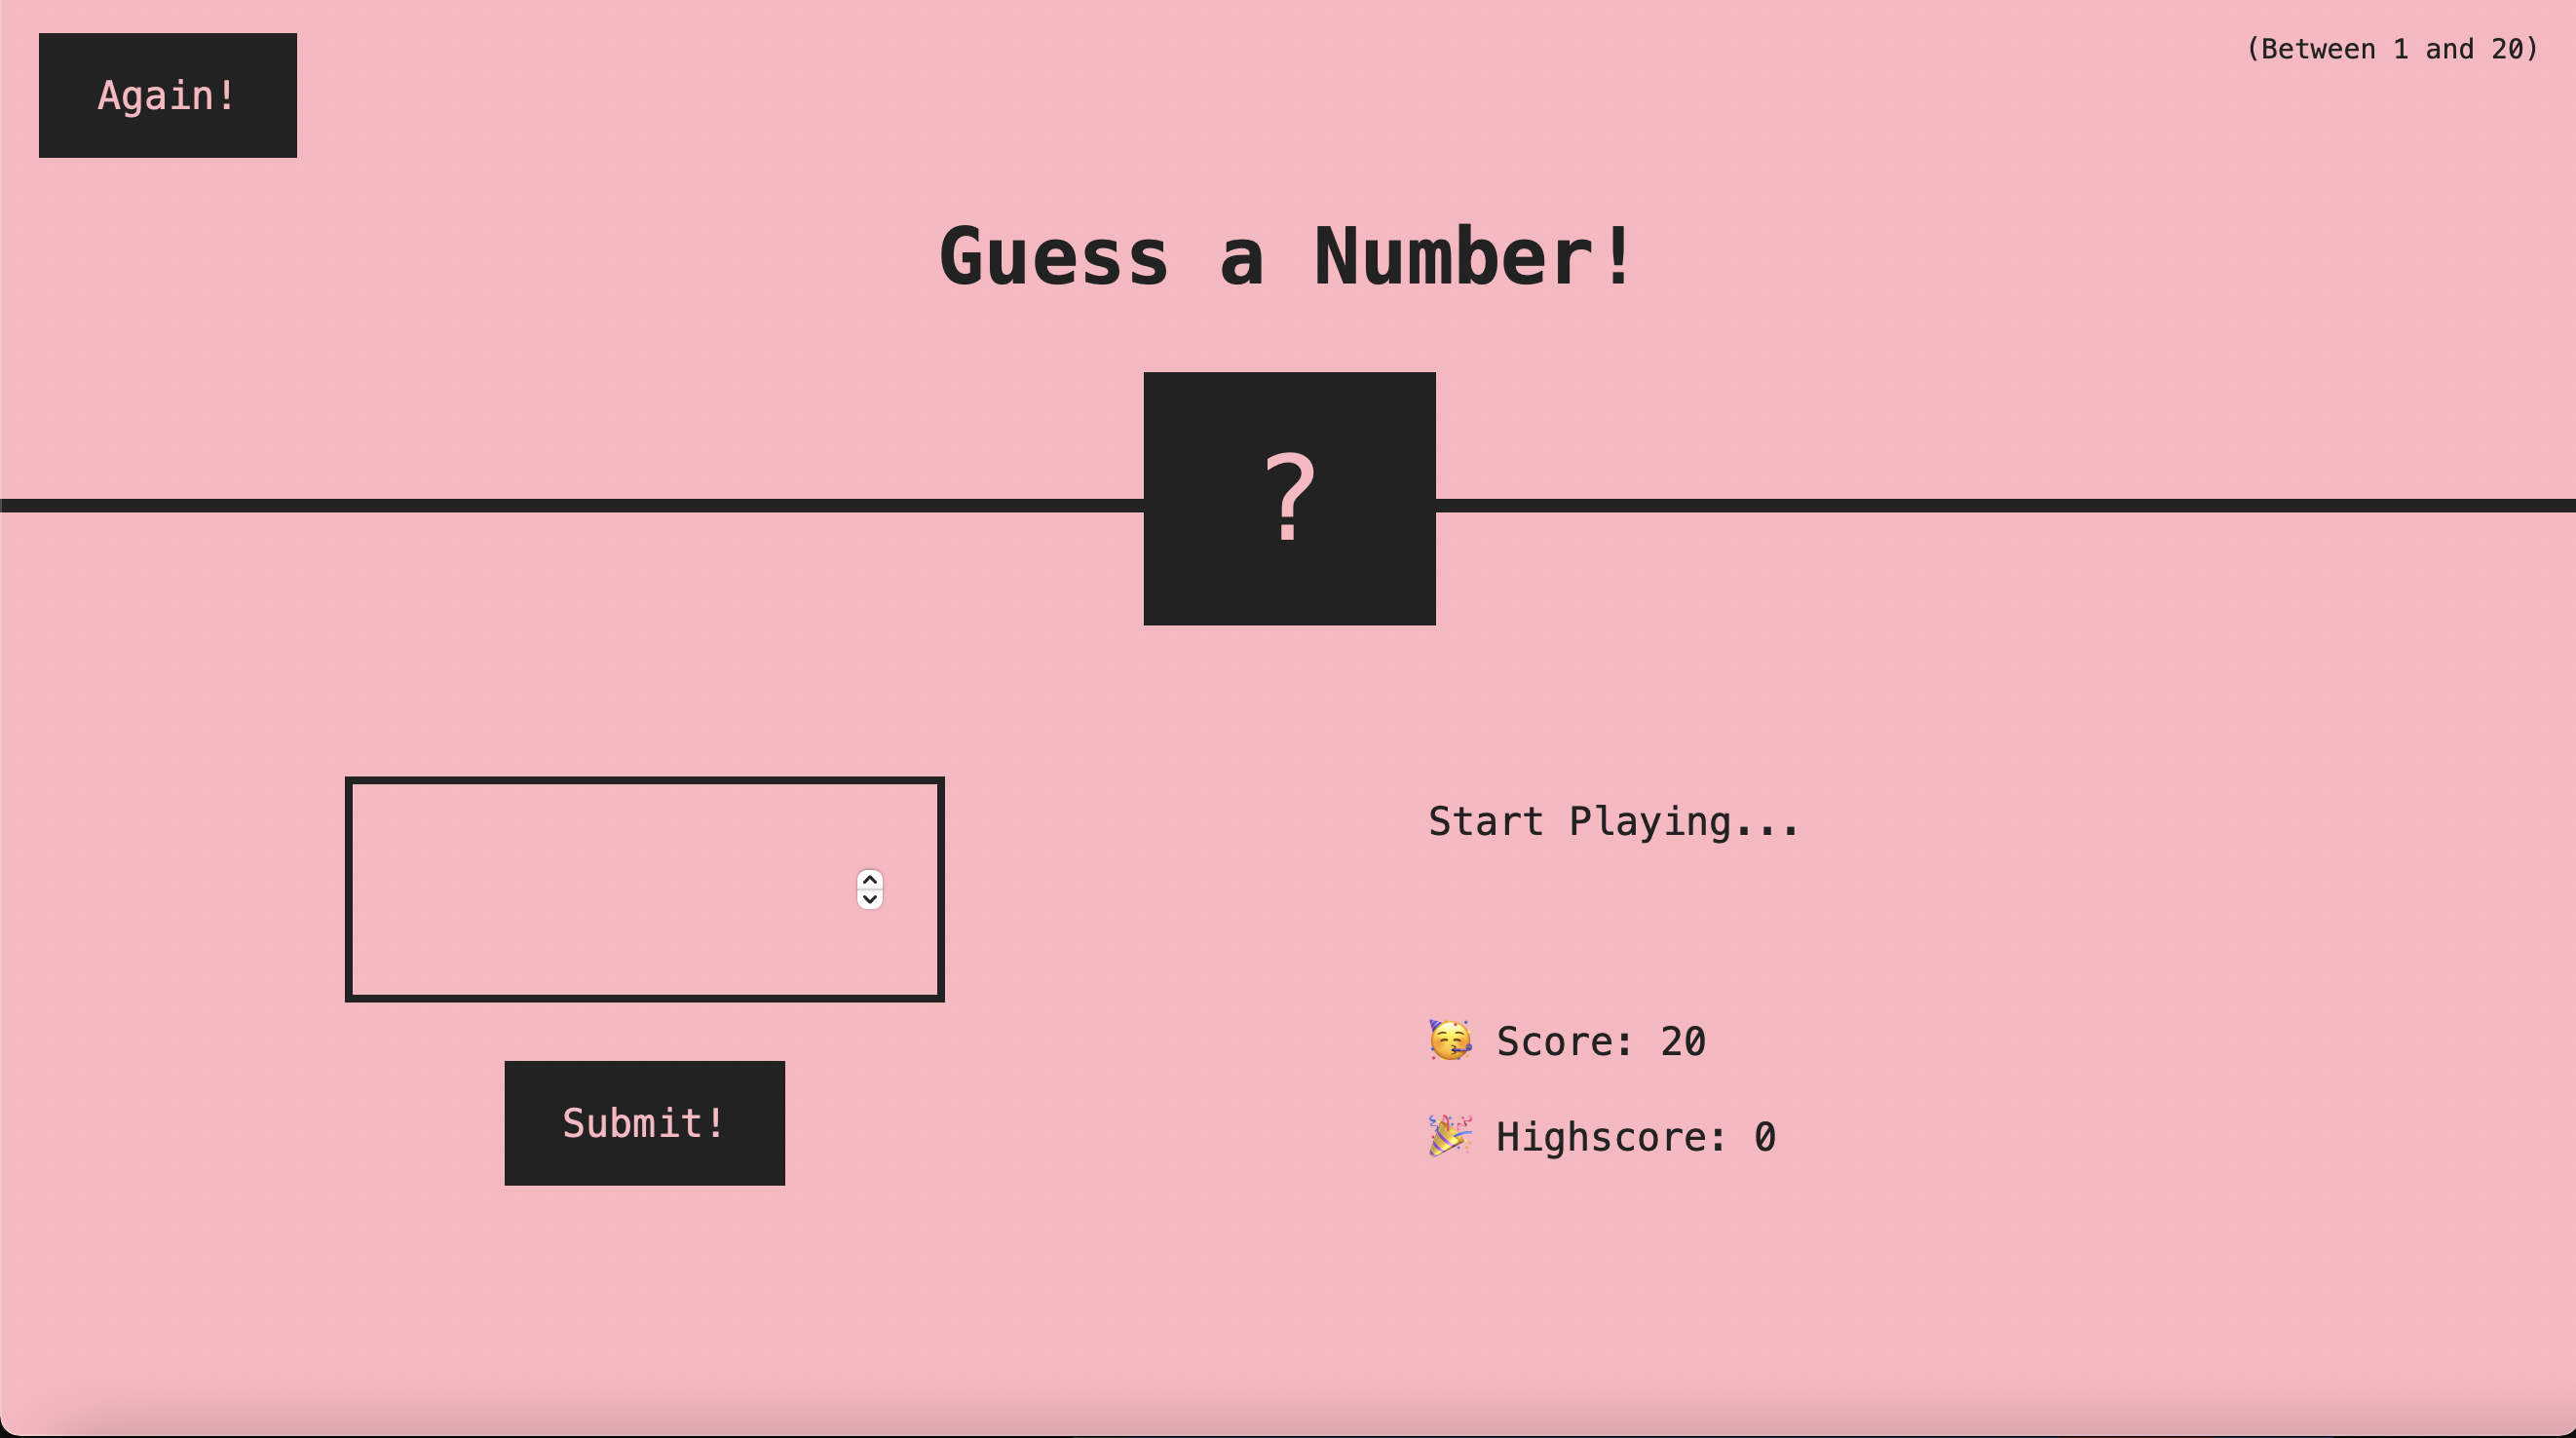 Again!
(Between 1 and 20)
Guess a Number!
?
Start Playing...
🥳 Score: 20
🎉 Highscore: 0
Submit!